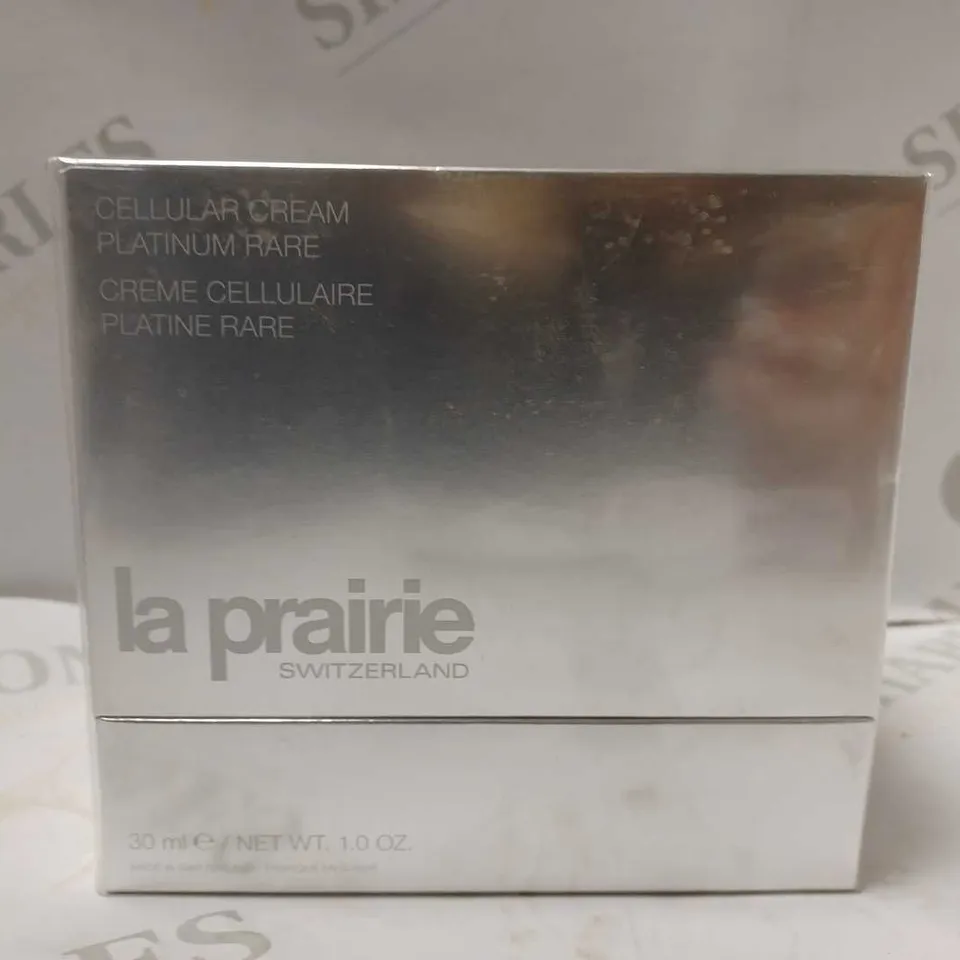 CELLULAR CREAM
PLATINUM RARE
CREME CELLULAIRE
PLATINE RARE
la prairie
SWITZERLAND
30 ml ℮ / NET WT. 1.0 OZ.